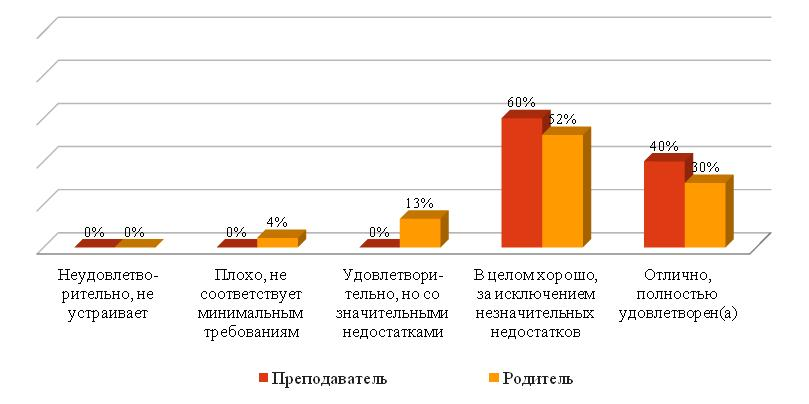 60%
52%
40%
30%
13%
4%
0%
0%
0%
0%
Неудовлетво-
рительно, не
устраивает
Плохо, не
соответствует
минимальным
требованиям
Удовлетвори-
тельно, но со
значительными
недостатками
В целом хорошо,
за исключением
незначительных
недостатков
Отлично,
полностью
удовлетворен(а)
Преподаватель
Родитель